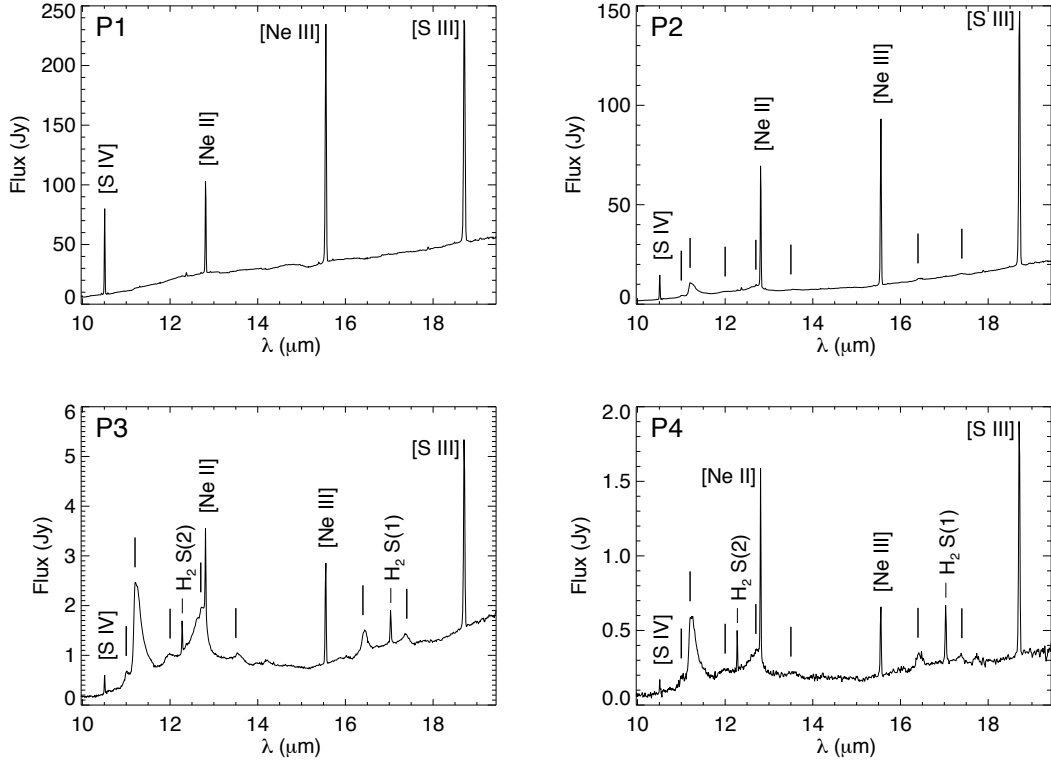 P1
[Ne III]
[S III]
[Ne II]
[S IV]
Flux (Jy)
250
200
150
100
50
0
10 12 14 16 18
λ (μm)
P2
[S III]
[Ne III]
[Ne II]
[S IV]
Flux (Jy)
150
100
50
0
10 12 14 16 18
λ (μm)
P3
[S III]
[Ne II]
[Ne III]
H₂ S(2)
H₂ S(1)
[S IV]
Flux (Jy)
6
5
4
3
2
1
0
10 12 14 16 18
λ (μm)
P4
[S III]
[Ne II]
H₂ S(2)
[Ne III]
H₂ S(1)
[S IV]
Flux (Jy)
2.0
1.5
1.0
0.5
0.0
10 12 14 16 18
λ (μm)